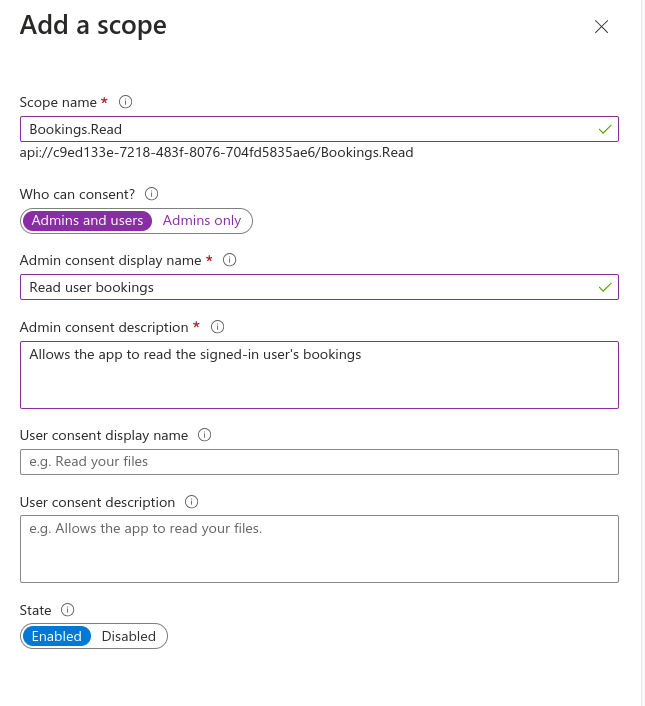 Add a scope
Scope name *
Bookings.Read
api://c9ed133e-7218-483f-8076-704fd5835ae6/Bookings.Read
Who can consent?
Admins and users Admins only
Admin consent display name *
Read user bookings
Admin consent description *
Allows the app to read the signed-in user's bookings
User consent display name
e.g. Read your files
User consent description
e.g. Allows the app to read your files.
State
Enabled Disabled